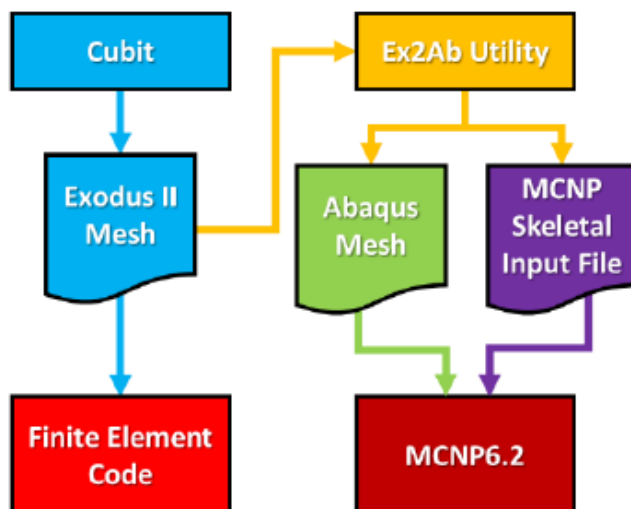 Cubit
Ex2Ab Utility
Exodus II
Mesh
Abaqus
Mesh
MCNP
Skeletal
Input File
Finite Element
Code
MCNP6.2